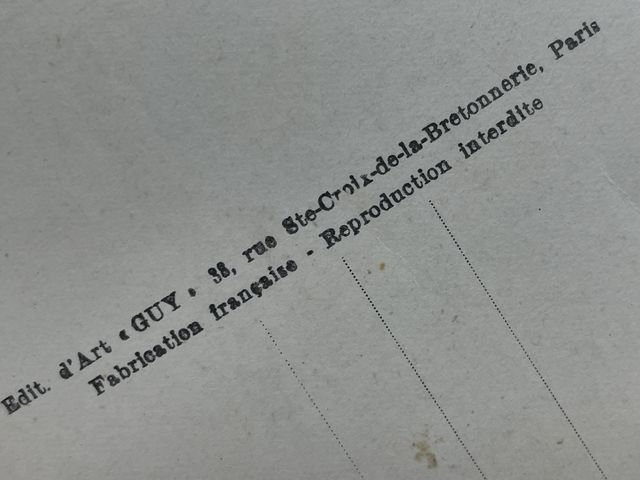 Edit. d'Art « GUY » 38, rue Ste-Croix-de-la-Bretonnerie, Paris
Fabrication française - Reproduction interdite